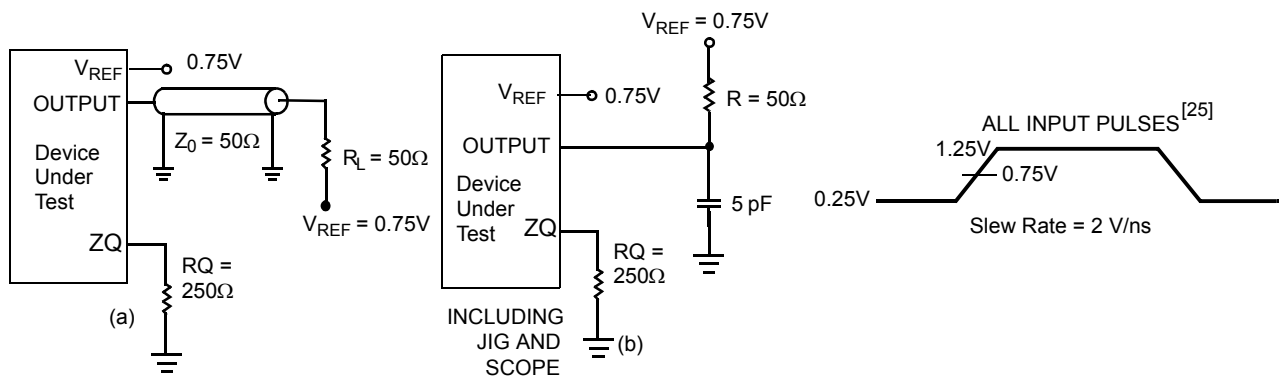 V_REF 0.75V
OUTPUT
Z_0 = 50Ω
Device
Under
Test
R_L = 50Ω
V_REF = 0.75V
ZQ
RQ =
250Ω
(a)
V_REF = 0.75V
R = 50Ω
V_REF 0.75V
OUTPUT
Device
Under
Test
5 pF
ZQ
RQ =
250Ω
INCLUDING
JIG AND
SCOPE
(b)
ALL INPUT PULSES[25]
1.25V
0.75V
0.25V
Slew Rate = 2 V/ns